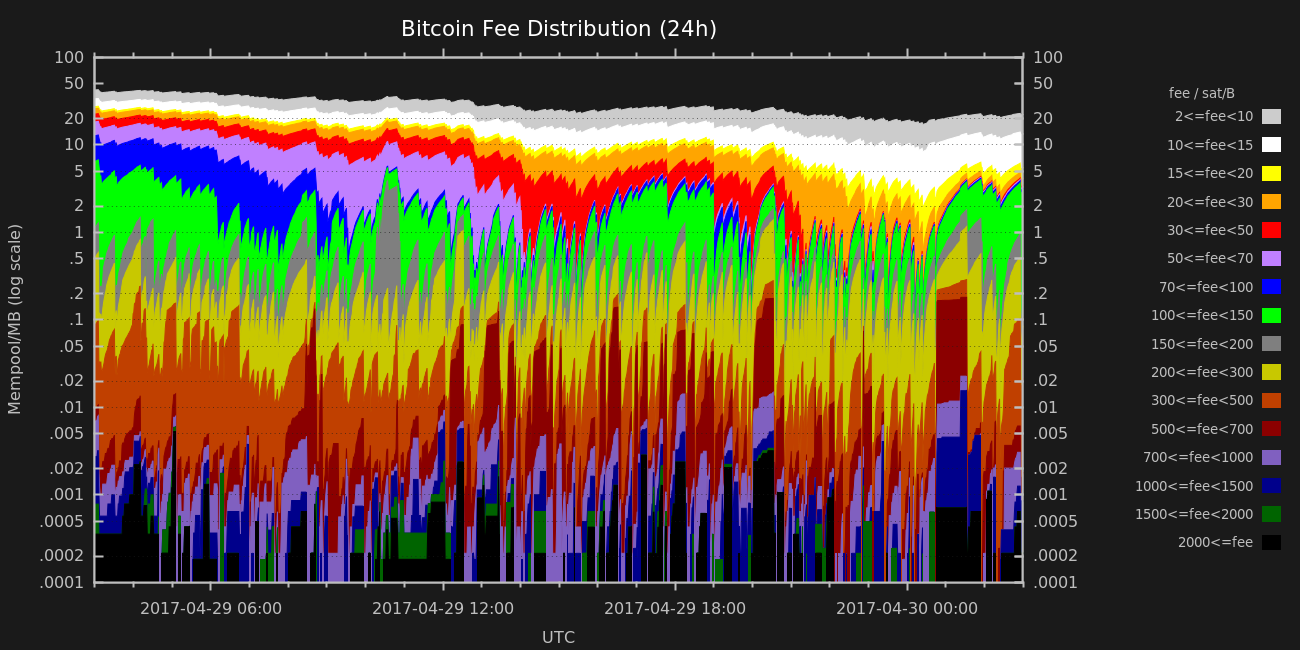 Bitcoin Fee Distribution (24h)
100
50
20
10
5
2
1
.5
.2
.1
.05
.02
.01
.005
.002
.001
.0005
.0002
.0001
Mempool/MB (log scale)
100
50
20
10
5
2
1
.5
.2
.1
.05
.02
.01
.005
.002
.001
.0005
.0002
.0001
fee / sat/B
2<=fee<10
10<=fee<15
15<=fee<20
20<=fee<30
30<=fee<50
50<=fee<70
70<=fee<100
100<=fee<150
150<=fee<200
200<=fee<300
300<=fee<500
500<=fee<700
700<=fee<1000
1000<=fee<1500
1500<=fee<2000
2000<=fee
2017-04-29 06:00
2017-04-29 12:00
2017-04-29 18:00
2017-04-30 00:00
UTC